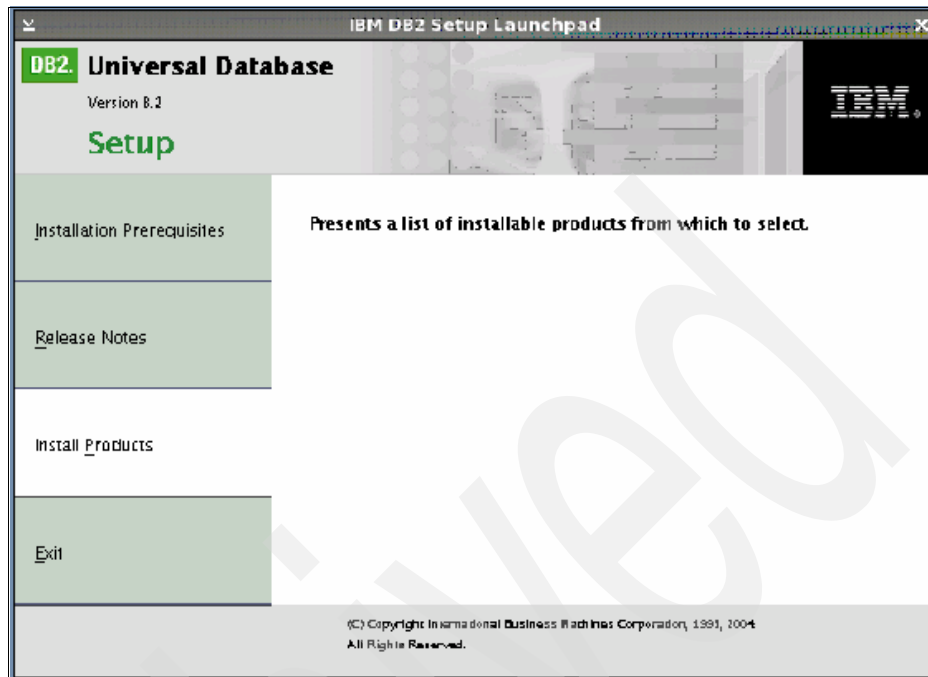 IBM DB2 Setup Launchpad
DB2. Universal Database
IBM.
Version 8.2
Setup
Installation Prerequisites
Presents a list of installable products from which to select.
Release Notes
Install Products
Exit
(C) Copyright International Business Machines Corporation, 1993, 2004
All Rights Reserved.